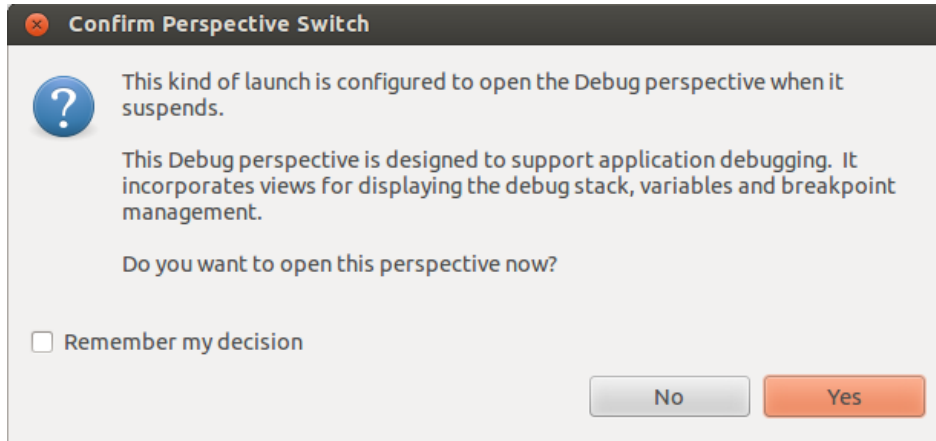 Confirm Perspective Switch
This kind of launch is configured to open the Debug perspective when it
suspends.
This Debug perspective is designed to support application debugging.  It
incorporates views for displaying the debug stack, variables and breakpoint
management.
Do you want to open this perspective now?
Remember my decision
No
Yes